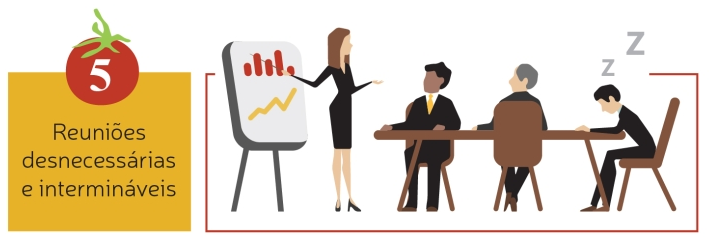 5
Reuniões
desnecessárias
e intermináveis
Z
Z